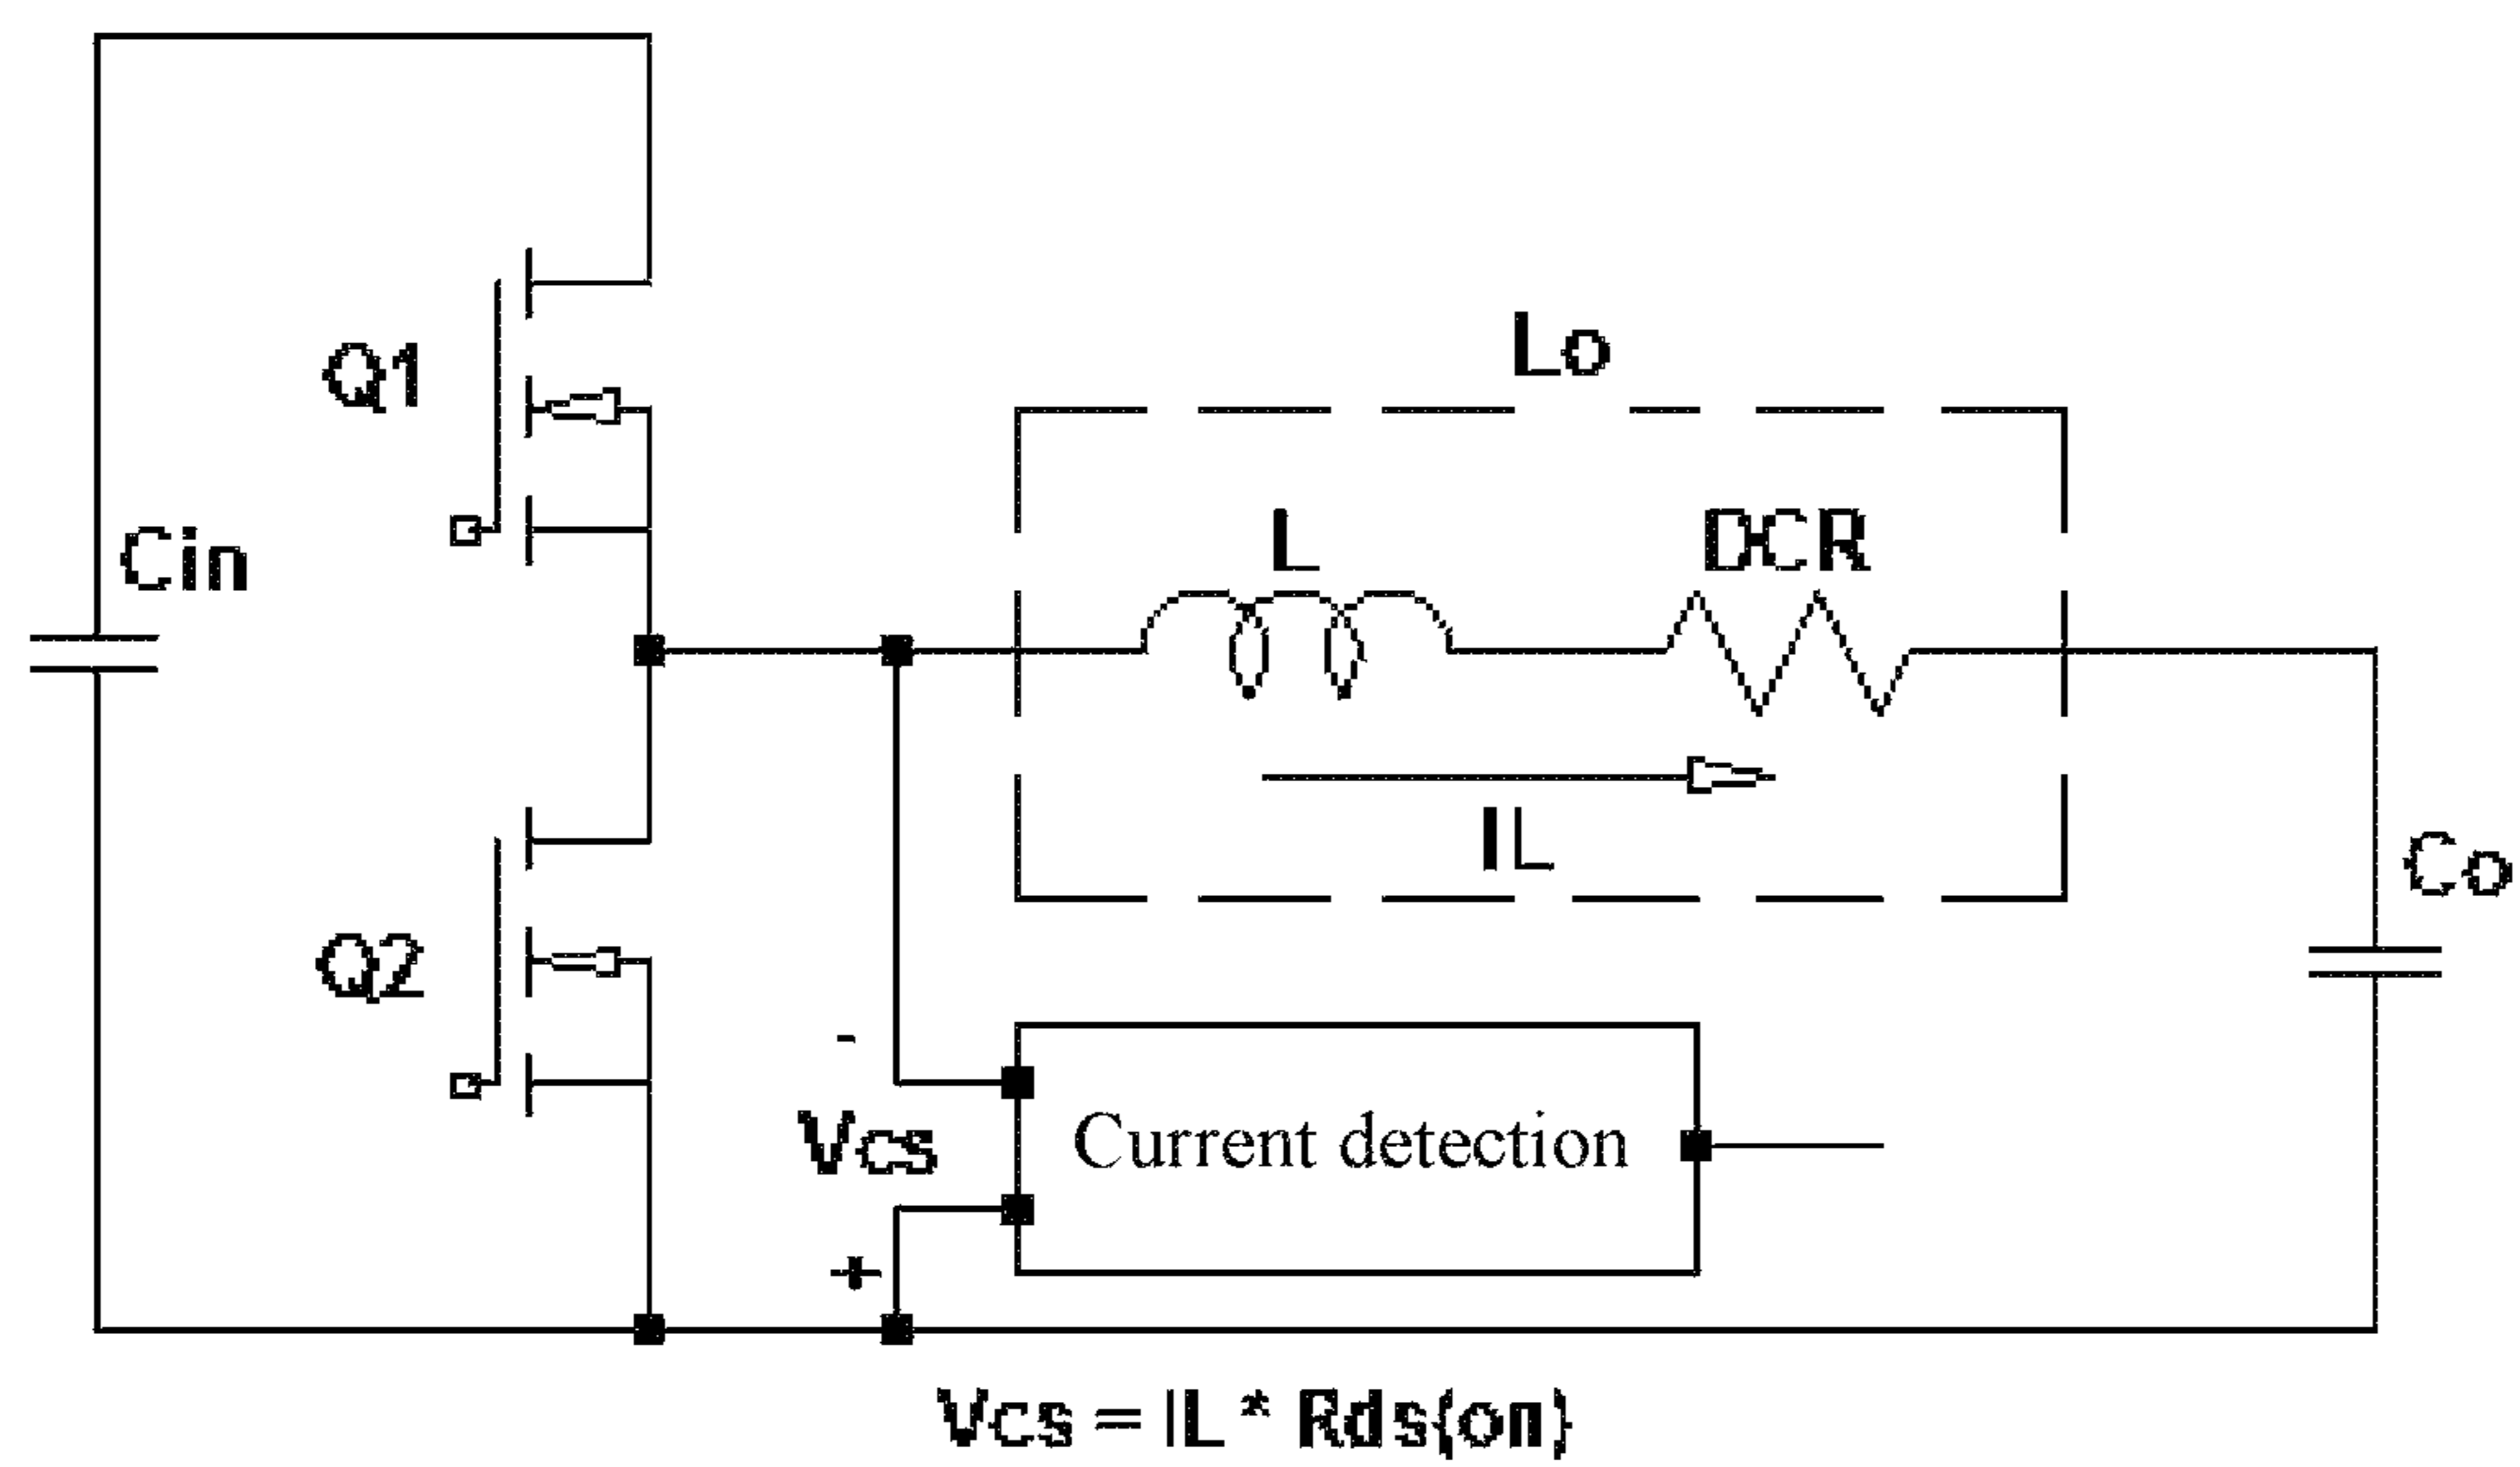 Lo
Q1
Cin
L
DCR
IL
Co
Q2
-
Vcs
Current detection
+
Vcs = IL * Rds(on)